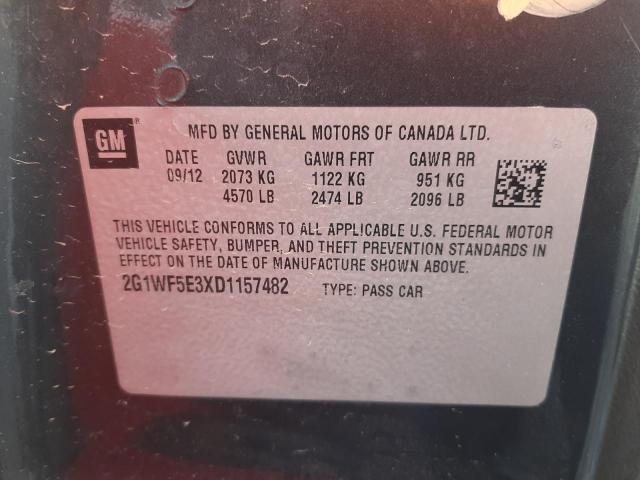 GM ® MFD BY GENERAL MOTORS OF CANADA LTD.
DATE GVWR GAWR FRT GAWR RR
09/12 2073 KG 1122 KG 951 KG
4570 LB 2474 LB 2096 LB
THIS VEHICLE CONFORMS TO ALL APPLICABLE U.S. FEDERAL MOTOR
VEHICLE SAFETY, BUMPER, AND THEFT PREVENTION STANDARDS IN
EFFECT ON THE DATE OF MANUFACTURE SHOWN ABOVE.
2G1WF5E3XD1157482 TYPE: PASS CAR